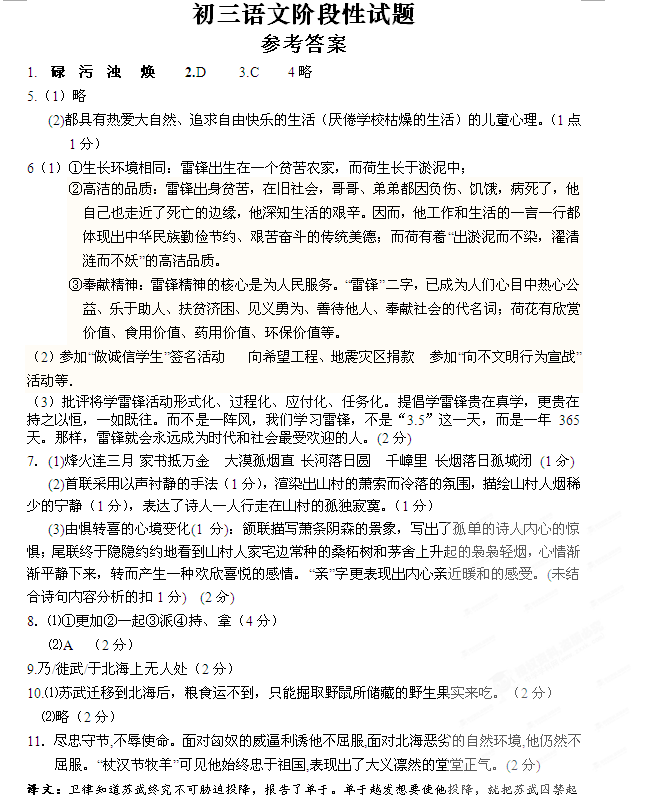 初三语文阶段性试题
参考答案
1. 碌 污 浊 焕 2.D 3.C 4略
5.（1）略
(2)都具有热爱大自然、追求自由快乐的生活（厌倦学校枯燥的生活）的儿童心理。（1点
1分）
6（1）①生长环境相同：雷锋出生在一个贫苦农家，而荷生长于淤泥中；
②高洁的品质：雷锋出身贫苦，在旧社会，哥哥、弟弟都因负伤、饥饿，病死了，他
自己也走近了死亡的边缘，他深知生活的艰辛。因而，他工作和生活的一言一行都
体现出中华民族勤俭节约、艰苦奋斗的传统美德；而荷有着“出淤泥而不染，濯清
涟而不妖”的高洁品质。
③奉献精神：雷锋精神的核心是为人民服务。“雷锋”二字，已成为人们心目中热心公
益、乐于助人、扶贫济困、见义勇为、善待他人、奉献社会的代名词；荷花有欣赏
价值、食用价值、药用价值、环保价值等。
（2）参加“做诚信学生”签名活动 向希望工程、地震灾区捐款 参加“向不文明行为宣战”
活动等.
（3）批评将学雷锋活动形式化、过程化、应付化、任务化。提倡学雷锋贵在真学，更贵在
持之以恒，一如既往。而不是一阵风，我们学习雷锋，不是“3.5”这一天，而是一年 365
天。那样，雷锋就会永远成为时代和社会最受欢迎的人。(2分)
7．(1)烽火连三月 家书抵万金 大漠孤烟直 长河落日圆 千嶂里 长烟落日孤城闭 (1分)
(2)首联采用以声衬静的手法（1分），渲染出山村的萧索而冷落的氛围，描绘山村人烟稀
少的宁静（1分），表达了诗人一人行走在山村的孤独寂寞。（1分）
(3)由惧转喜的心境变化(1 分)：颔联描写萧条阴森的景象，写出了孤单的诗人内心的惊
惧；尾联终于隐隐约约地看到山村人家宅边常种的桑柘树和茅舍上升起的袅袅轻烟，心情渐
渐平静下来，转而产生一种欢欣喜悦的感情。“亲”字更表现出内心亲近暖和的感受。(未结
合诗句内容分析的扣1分） (2分)
8．⑴①更加②一起③派④持、拿（4分）
⑵A （2分）
9.乃/徙武/于北海上无人处（2分）
10.⑴苏武迁移到北海后，粮食运不到，只能掘取野鼠所储藏的野生果实来吃。（2分）
⑵略（2分）
11．尽忠守节,不辱使命。面对匈奴的威逼利诱他不屈服,面对北海恶劣的自然环境,他仍然不
屈服。“杖汉节牧羊”可见他始终忠于祖国,表现出了大义凛然的堂堂正气。(2分)
译文：卫律知道苏武终究不可胁迫投降，报告了单于。单于越发想要使他投降，就把苏武囚禁起